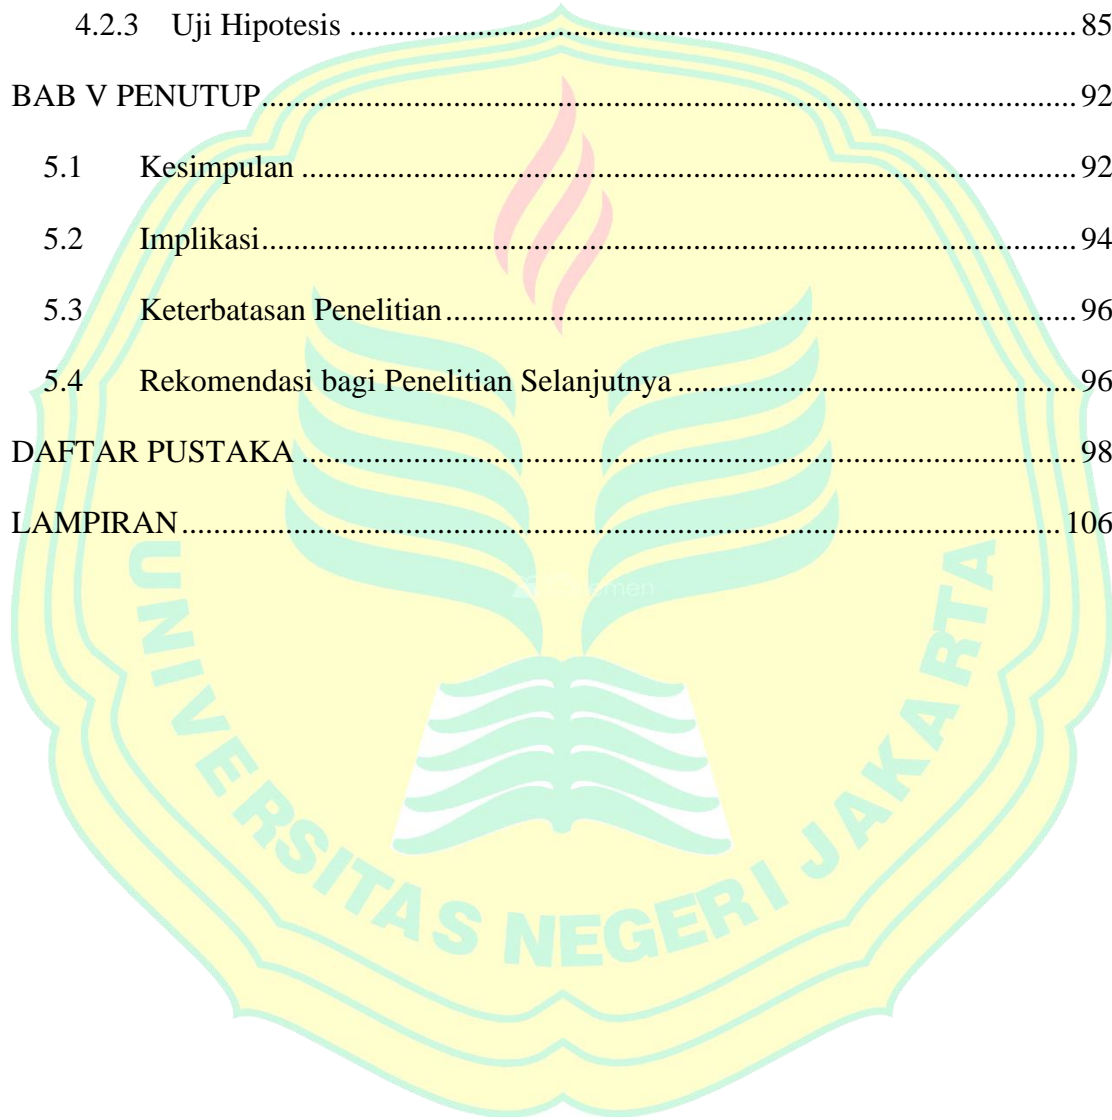 4.2.3 Uji Hipotesis ........................................................................................ 85
BAB V PENUTUP ........................................................................................ 92
5.1 Kesimpulan ........................................................................................ 92
5.2 Implikasi ........................................................................................ 94
5.3 Keterbatasan Penelitian ........................................................................ 96
5.4 Rekomendasi bagi Penelitian Selanjutnya ................................................ 96
DAFTAR PUSTAKA ........................................................................................ 98
LAMPIRAN ........................................................................................ 106
UNIVERSITAS NEGERI JAKARTA